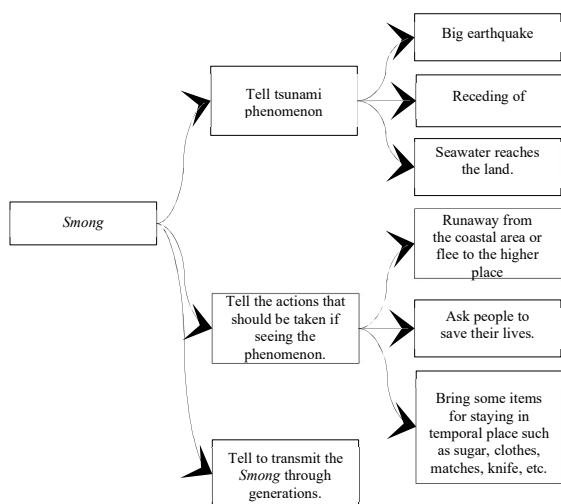 Big earthquake
Tell tsunami
phenomenon
Receding of
Seawater reaches
the land.
Smong
Runaway from
the coastal area or
flee to the higher
place
Tell the actions that
should be taken if
seeing the
phenomenon.
Ask people to
save their lives.
Bring some items
for staying in
temporal place such
as sugar, clothes,
matches, knife, etc.
Tell to transmit the
Smong through
generations.